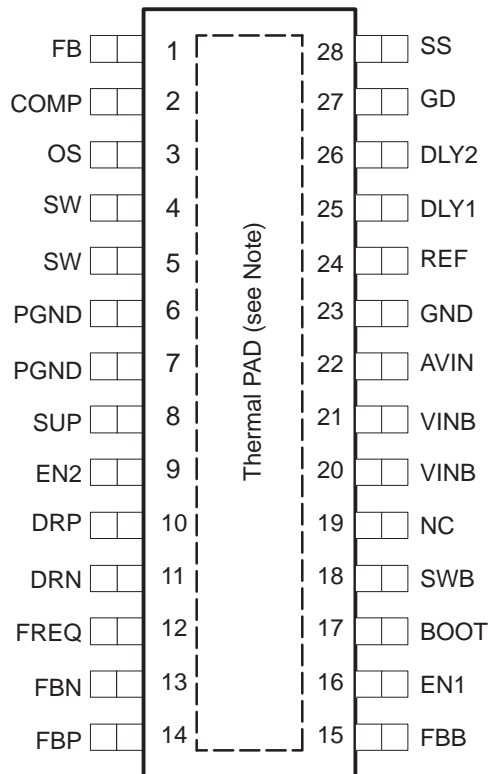 FB 1 28 SS
COMP 2 27 GD
OS 3 26 DLY2
SW 4 25 DLY1
SW 5 24 REF
PGND 6 23 GND
PGND 7 22 AVIN
SUP 8 21 VINB
EN2 9 20 VINB
DRP 10 19 NC
DRN 11 18 SWB
FREQ 12 17 BOOT
FBN 13 16 EN1
FBP 14 15 FBB
Thermal PAD (see Note)